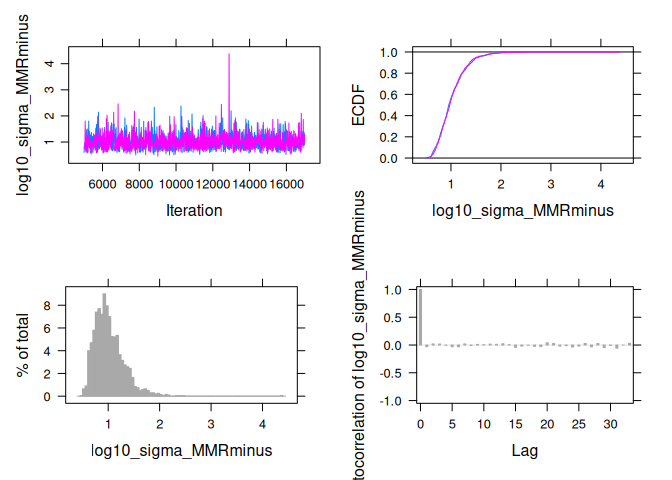 log10_sigma_MMRminus
4
3
2
1
6000 8000 10000 12000 14000 16000
Iteration
ECDF
1.0
0.8
0.6
0.4
0.2
0.0
1 2 3 4
log10_sigma_MMRminus
% of total
8
6
4
2
0
1 2 3 4
log10_sigma_MMRminus
tocorrelation of log10_sigma_MMRminus
1.0
0.5
0.0
-0.5
-1.0
0 5 10 15 20 25 30
Lag